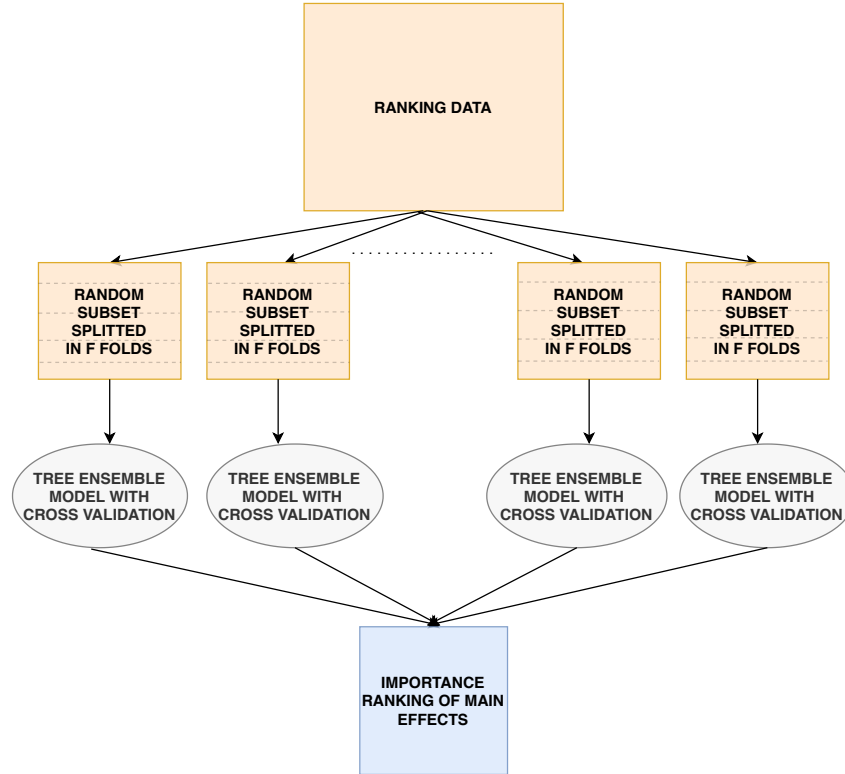 RANKING DATA
RANDOM
SUBSET
SPLITTED
IN F FOLDS
RANDOM
SUBSET
SPLITTED
IN F FOLDS
RANDOM
SUBSET
SPLITTED
IN F FOLDS
RANDOM
SUBSET
SPLITTED
IN F FOLDS
TREE ENSEMBLE
MODEL WITH
CROSS VALIDATION
TREE ENSEMBLE
MODEL WITH
CROSS VALIDATION
TREE ENSEMBLE
MODEL WITH
CROSS VALIDATION
TREE ENSEMBLE
MODEL WITH
CROSS VALIDATION
IMPORTANCE
RANKING OF MAIN
EFFECTS